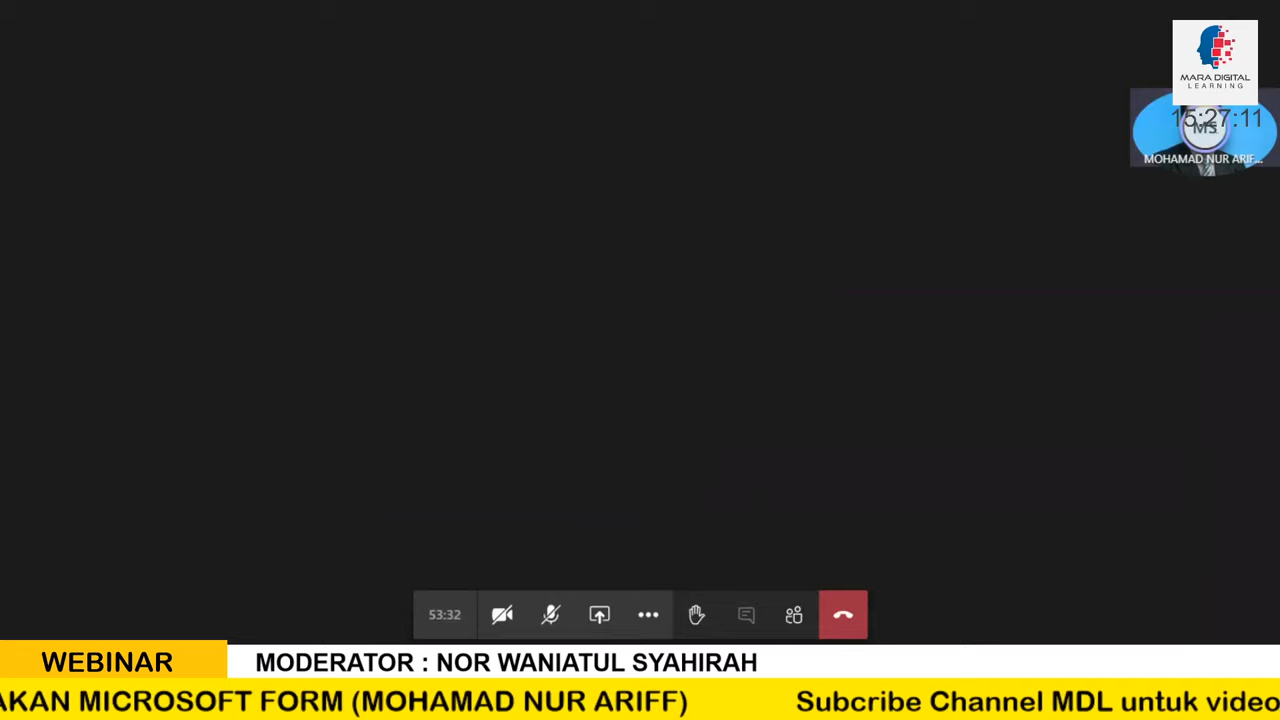 MARA DIGITAL
LEARNING
15:27:11
MS
MOHAMAD NUR ARIF...
53:32
WEBINAR
MODERATOR : NOR WANIATUL SYAHIRAH
AKAN MICROSOFT FORM (MOHAMAD NUR ARIFF)
Subcribe Channel MDL untuk video